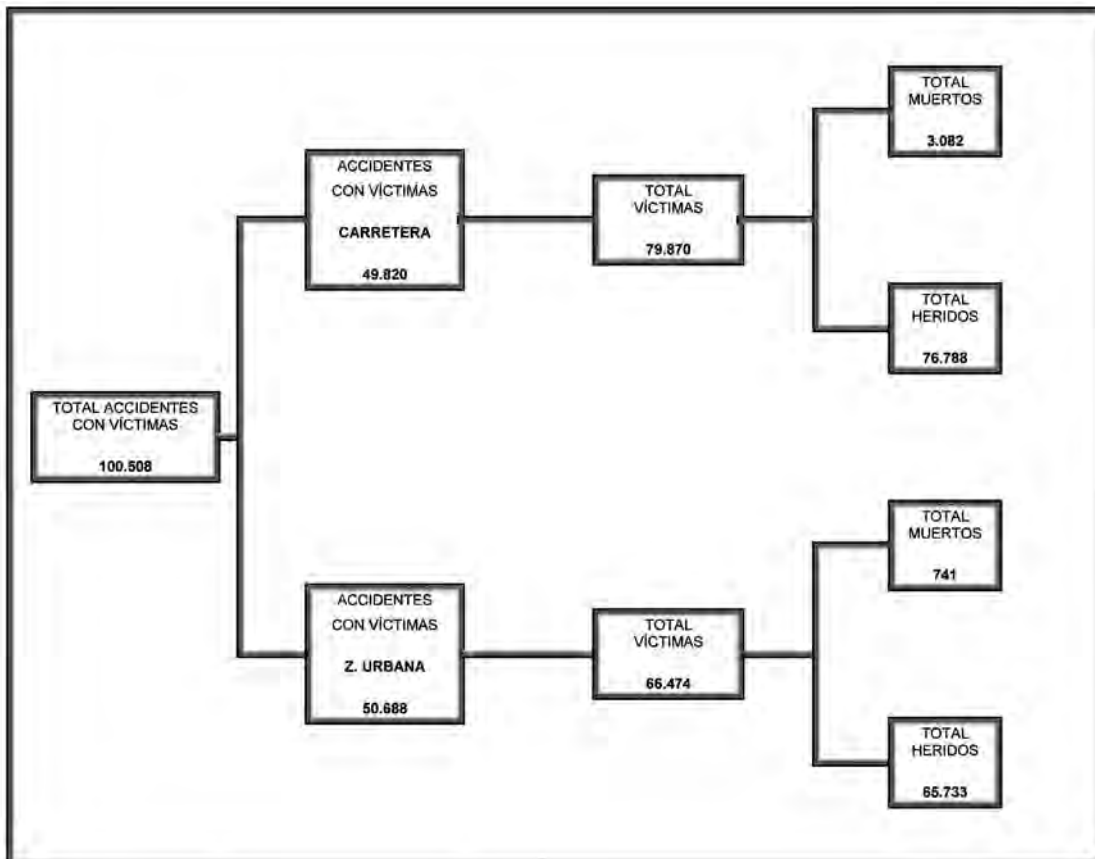 TOTAL
MUERTOS
3.082
ACCIDENTES
CON VÍCTIMAS
CARRETERA
49.820
TOTAL
VÍCTIMAS
79.870
TOTAL
HERIDOS
76.788
TOTAL ACCIDENTES
CON VÍCTIMAS
100.508
TOTAL
MUERTOS
741
ACCIDENTES
CON VÍCTIMAS
Z. URBANA
50.688
TOTAL
VÍCTIMAS
66.474
TOTAL
HERIDOS
65.733